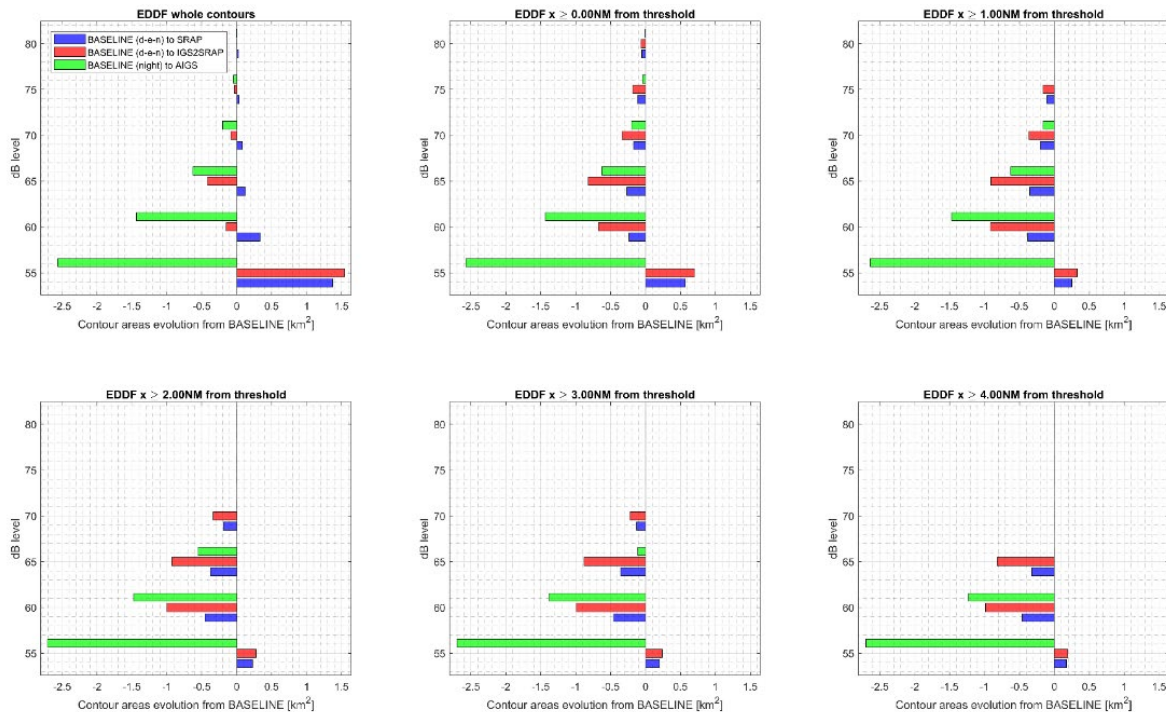 EDDF whole contours
BASELINE (d-e-n) to SRAP
BASELINE (d-e-n) to IGS2SRAP
BASELINE (night) to AIGS
dB level
80
75
70
65
60
55
-2.5 -2 -1.5 -1 -0.5 0 0.5 1 1.5
Contour areas evolution from BASELINE [km²]
EDDF x ≥ 0.00NM from threshold
dB level
80
75
70
65
60
55
-2.5 -2 -1.5 -1 -0.5 0 0.5 1 1.5
Contour areas evolution from BASELINE [km²]
EDDF x ≥ 1.00NM from threshold
dB level
80
75
70
65
60
55
-2.5 -2 -1.5 -1 -0.5 0 0.5 1 1.5
Contour areas evolution from BASELINE [km²]
EDDF x ≥ 2.00NM from threshold
dB level
80
75
70
65
60
55
-2.5 -2 -1.5 -1 -0.5 0 0.5 1 1.5
Contour areas evolution from BASELINE [km²]
EDDF x ≥ 3.00NM from threshold
dB level
80
75
70
65
60
55
-2.5 -2 -1.5 -1 -0.5 0 0.5 1 1.5
Contour areas evolution from BASELINE [km²]
EDDF x ≥ 4.00NM from threshold
dB level
80
75
70
65
60
55
-2.5 -2 -1.5 -1 -0.5 0 0.5 1 1.5
Contour areas evolution from BASELINE [km²]